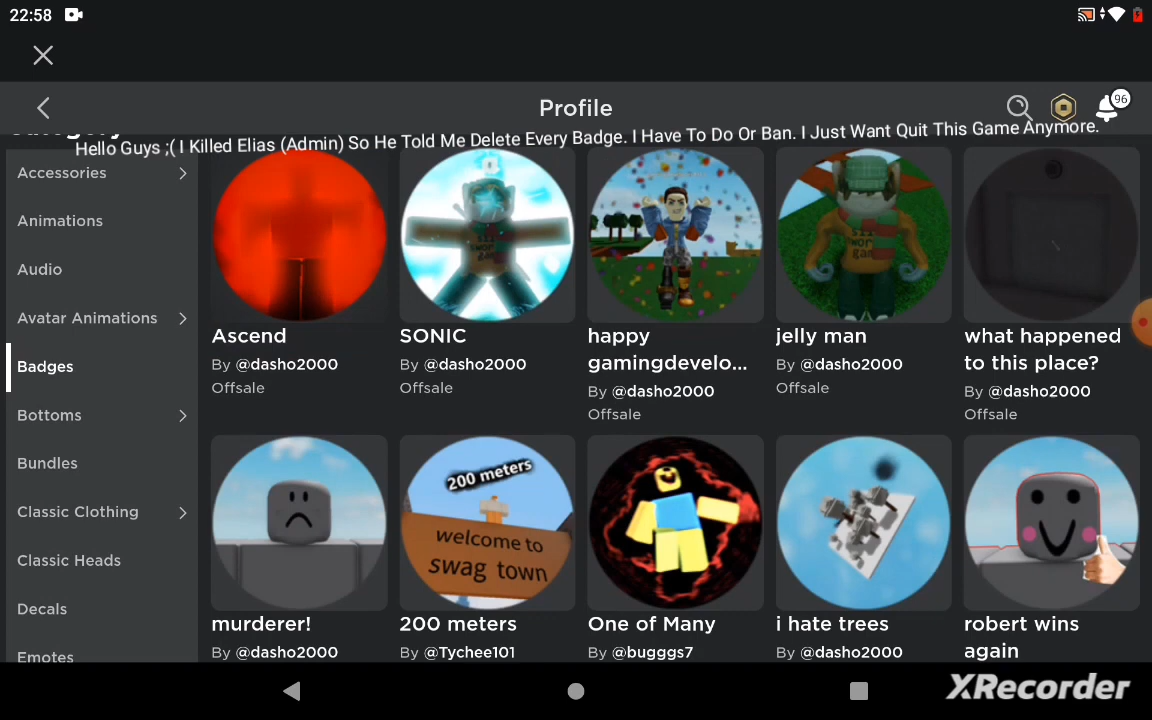 22:58
Profile
96
Category
Hello Guys ;( I Killed Elias (Admin) So He Told Me Delete Every Badge. I Have To Do Or Ban. I Just Want Quit This Game Anymore.
Accessories
Animations
Audio
Avatar Animations
Badges
Bottoms
Bundles
Classic Clothing
Classic Heads
Decals
Emotes
Ascend
By @dasho2000
Offsale
SONIC
By @dasho2000
Offsale
happy
gamingdevelo...
By @dasho2000
Offsale
jelly man
By @dasho2000
Offsale
what happened
to this place?
By @dasho2000
Offsale
murderer!
By @dasho2000
200 meters
welcome to
swag town
200 meters
By @Tychee101
One of Many
By @bugggs7
i hate trees
By @dasho2000
robert wins
again
XRecorder